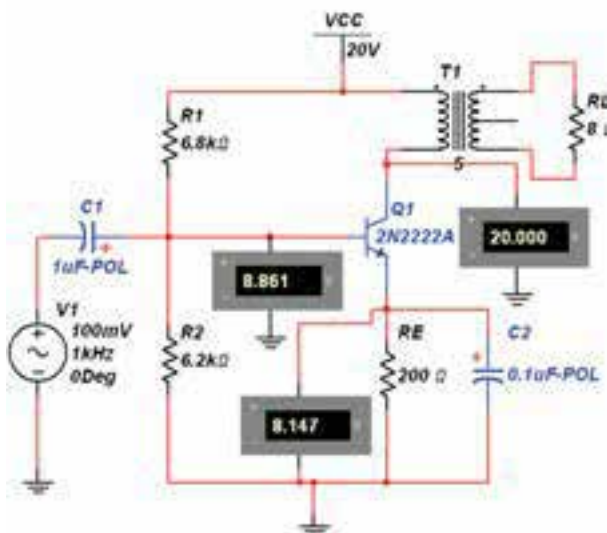 VCC
20V
T1
R1
6.8kΩ
8
5
C1
1uF-POL
Q1
2N2222A
20.000
8.861
V1
100mV
1kHz
0Deg
R2
6.2kΩ
RE
200 Ω
C2
0.1uF-POL
8.147